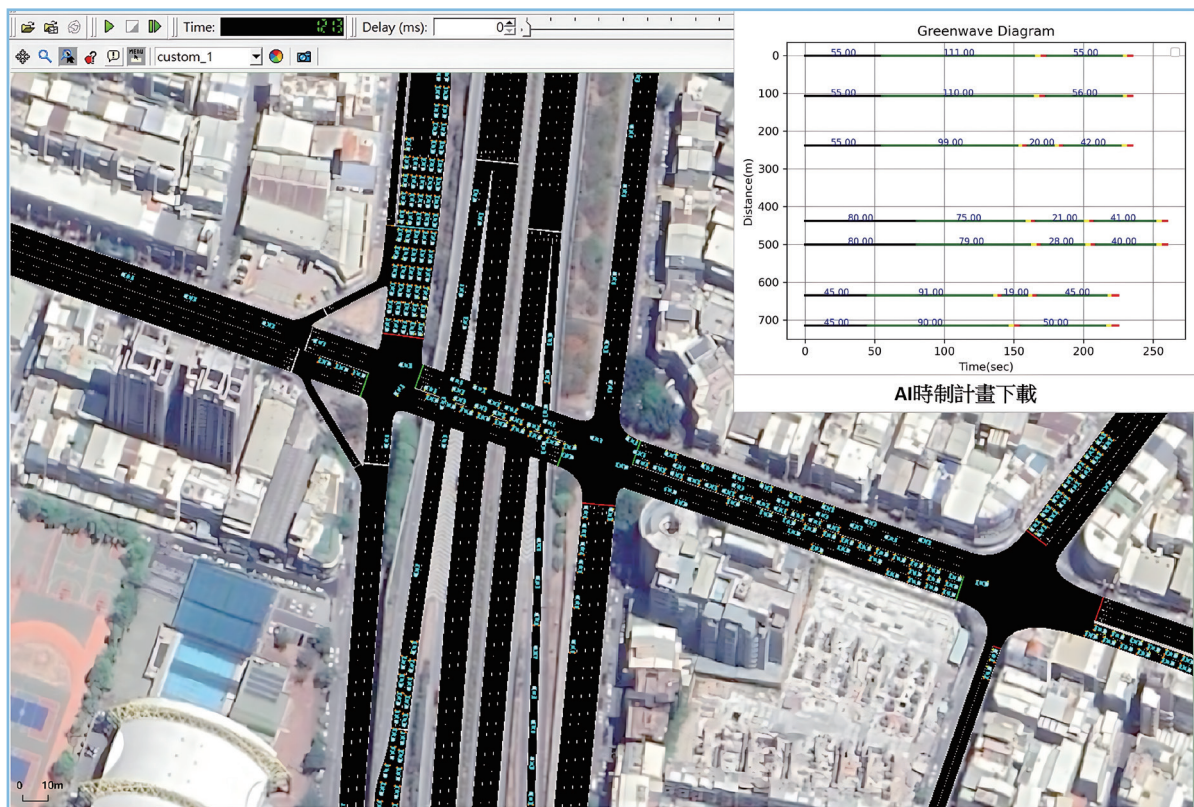 Time: 1213 Delay (ms): 0
custom_1
MENU
Greenwave Diagram
Distance(m)
0
55.00 111.00 55.00
100
55.00 110.00 56.00
200
55.00 99.00 20.00 42.00
300
400
80.00 75.00 21.00 41.00
500
80.00 79.00 28.00 40.00
600
45.00 91.00 19.00 45.00
700
45.00 90.00 50.00
0 50 100 150 200 250
Time(sec)
AI時制計畫下載
0 10m